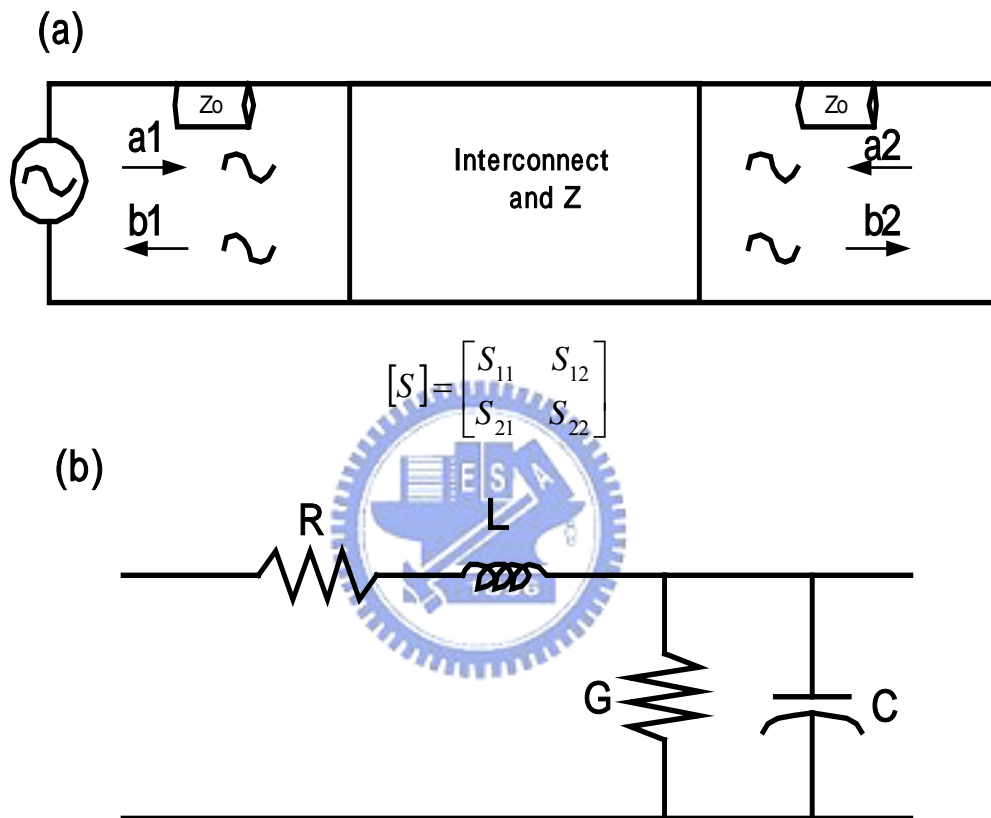 (a)
Zo Zo
a1 a2
Interconnect
and Z
b1 b2
[S]=[S11 S12
S21 S22]
(b)
E S A
R L
G C